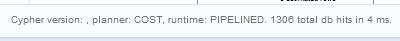 Cypher version: , planner: COST, runtime: PIPELINED. 1306 total db hits in 4 ms.